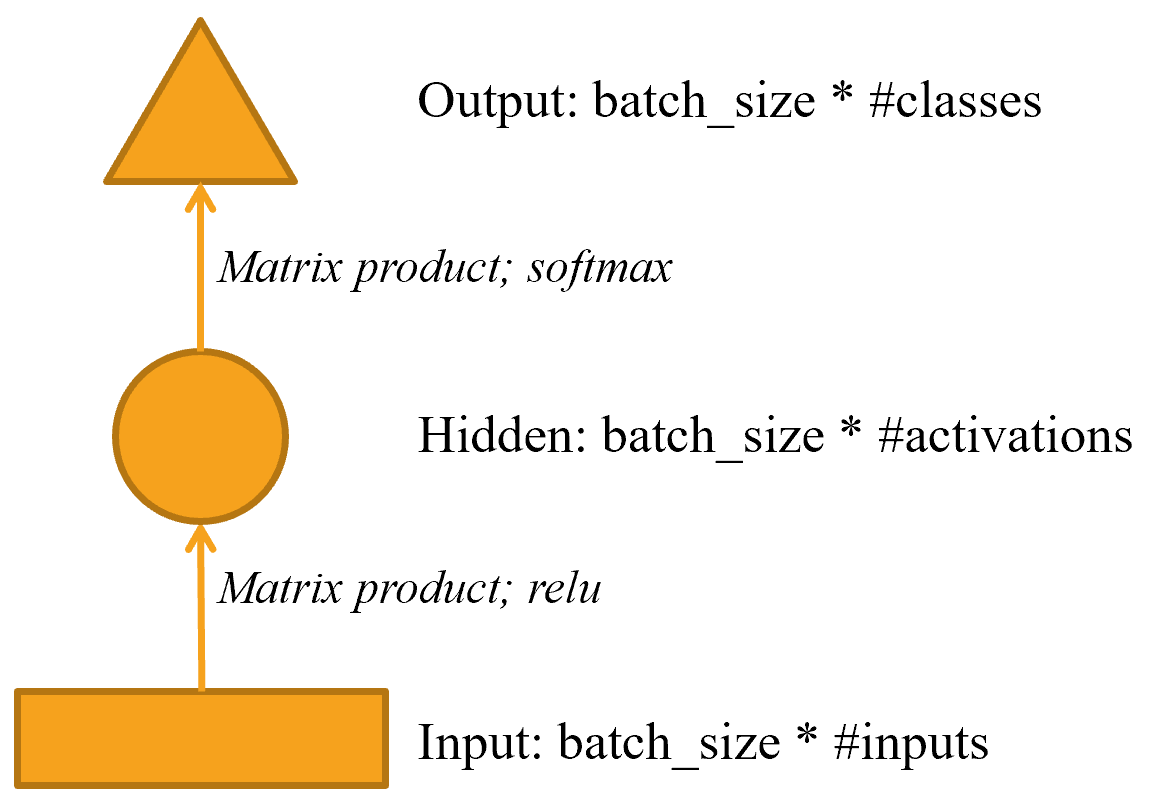 Output: batch_size * #classes
Matrix product; softmax
Hidden: batch_size * #activations
Matrix product; relu
Input: batch_size * #inputs